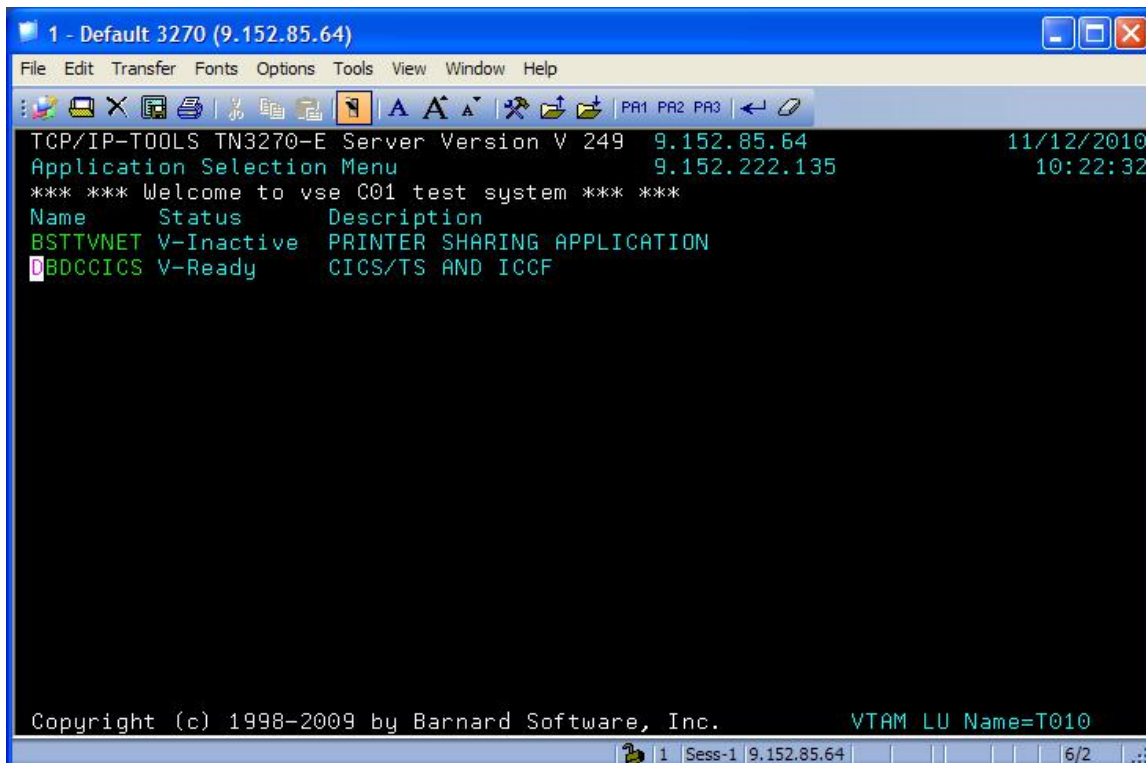 1 - Default 3270 (9.152.85.64)
File Edit Transfer Fonts Options Tools View Window Help
A A A PA1 PA2 PA3
TCP/IP-TOOLS TN3270-E Server Version V 249 9.152.85.64 11/12/2010
Application Selection Menu 9.152.222.135 10:22:32
*** *** Welcome to vse C01 test system *** ***
Name Status Description
BSTTVNET V-Inactive PRINTER SHARING APPLICATION
DBDCCICS V-Ready CICS/TS AND ICCF
Copyright (c) 1998-2009 by Barnard Software, Inc. VTAM LU Name=T010
1 Sess-1 9.152.85.64 6/2